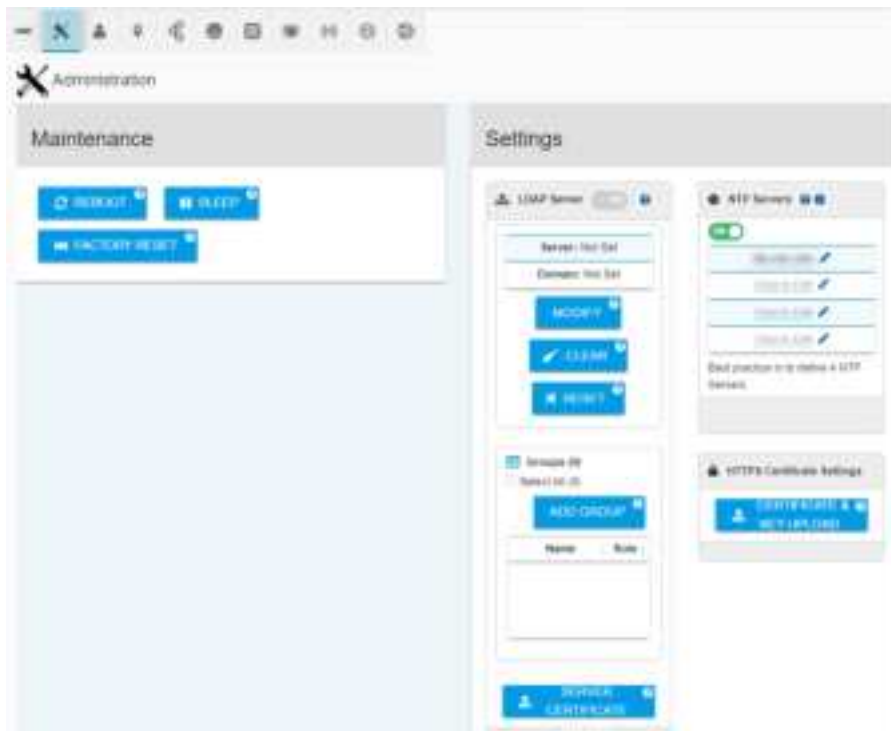 Administration
Maintenance
Settings
REBOOT
SLEEP
FACTORY RESET
LDAP Server
Server: Not Set
Domain: Not Set
MODIFY
CLEAR
RESET
Groups (0)
ADD GROUP
Name Role
SERVER
CERTIFICATE
NTP Servers
ON
Best practice is to define 4 NTP
Servers
HTTPS Certificate Settings
CERTIFICATE &
KEY UPLOAD